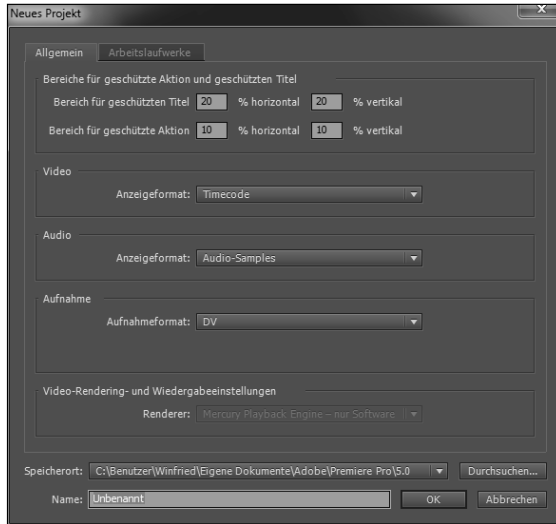 Neues Projekt
Allgemein Arbeitslaufwerke
Bereiche für geschützte Aktion und geschützten Titel
Bereich für geschützten Titel 20 % horizontal 20 % vertikal
Bereich für geschützte Aktion 10 % horizontal 10 % vertikal
Video
Anzeigeformat: Timecode
Audio
Anzeigeformat: Audio-Samples
Aufnahme
Aufnahmeformat: DV
Video-Rendering- und Wiedergabeeinstellungen
Renderer: Mercury Playback Engine – nur Software
Speicherort: C:\Benutzer\Winfried\Eigene Dokumente\Adobe\Premiere Pro\5.0 Durchsuchen...
Name: Unbenannt OK Abbrechen